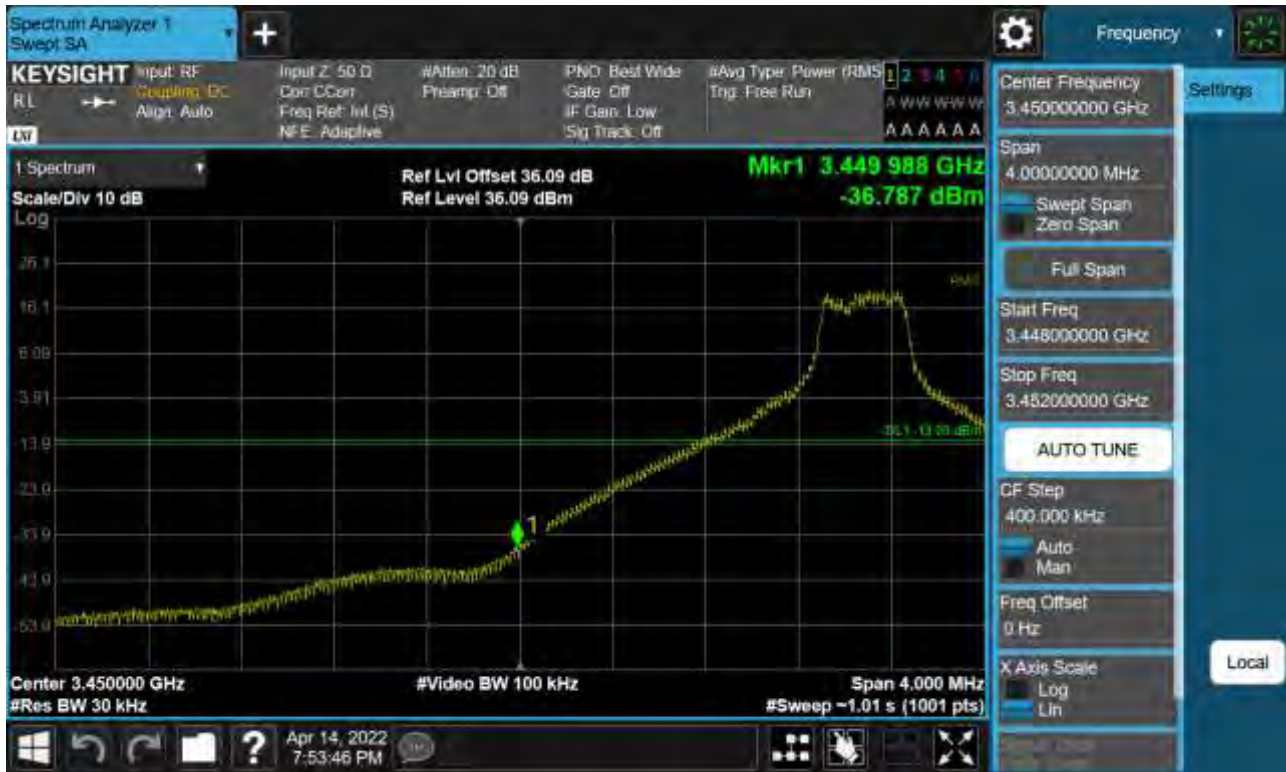 Spectrum Analyzer 1
Swept SA
Frequency
KEYSIGHT
RL
Input: RF
Coupling: DC
Align: Auto
Input Z: 50 Ω
Corr CCorr
Freq Ref: Int (S)
NFE: Adaptive
#Atten: 20 dB
Preamp: Off
PNO: Best Wide
Gate: Off
IF Gain: Low
Sig Track: Off
#Avg Type: Power (RMS
Trig: Free Run
1 2 3 4 5 6
A W W W W W
A A A A A A
1 Spectrum
Scale/Div 10 dB
Log
Ref Lvl Offset 36.09 dB
Ref Level 36.09 dBm
Mkr1 3.449 988 GHz
-36.787 dBm
26.1
16.1
6.09
-3.91
-13.9
-23.9
-33.9
-43.9
-53.9
RMS
DL1 -13.00 dBm
1
Center 3.450000 GHz
#Res BW 30 kHz
#Video BW 100 kHz
Span 4.000 MHz
#Sweep ~1.01 s (1001 pts)
Center Frequency
3.450000000 GHz
Settings
Span
4.00000000 MHz
Swept Span
Zero Span
Full Span
Start Freq
3.448000000 GHz
Stop Freq
3.452000000 GHz
AUTO TUNE
CF Step
400.000 kHz
Auto
Man
Freq Offset
0 Hz
X Axis Scale
Log
Lin
Local
?
Apr 14, 2022
7:53:46 PM